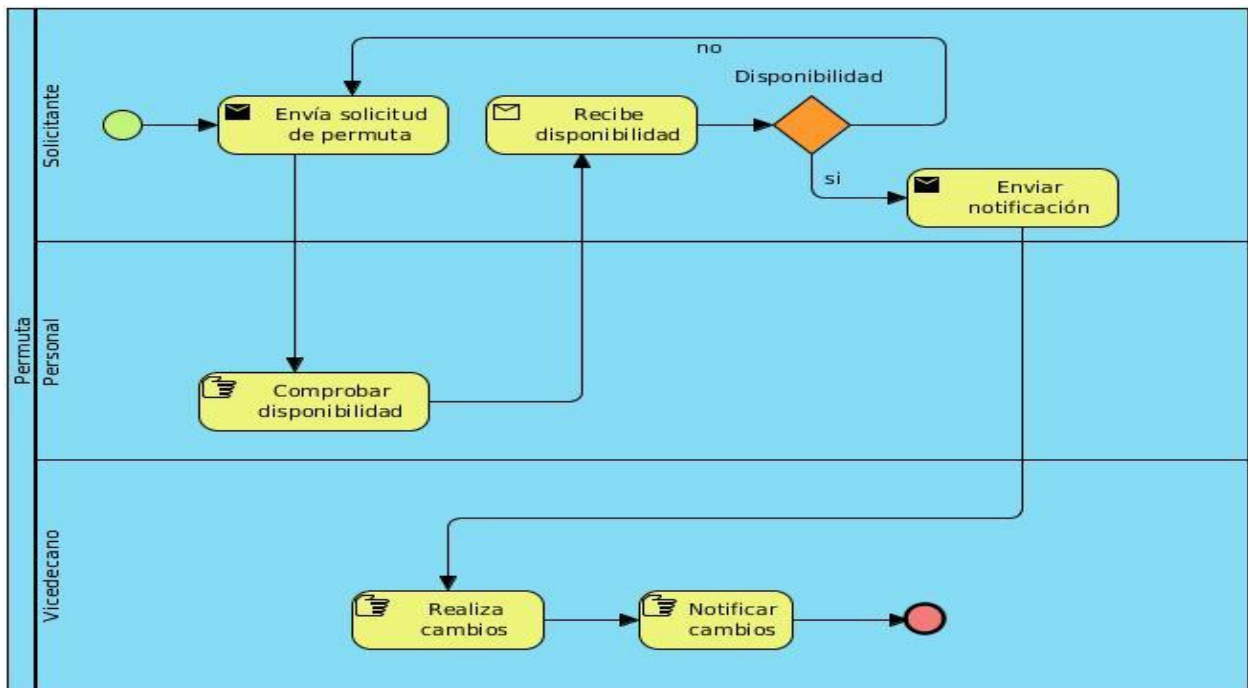 Permuta
Solicitante
no
Disponibilidad
Envía solicitud
de permuta
Recibe
disponibilidad
si
Enviar
notificación
Personal
Comprobar
disponibilidad
Vicedecano
Realiza
cambios
Notificar
cambios